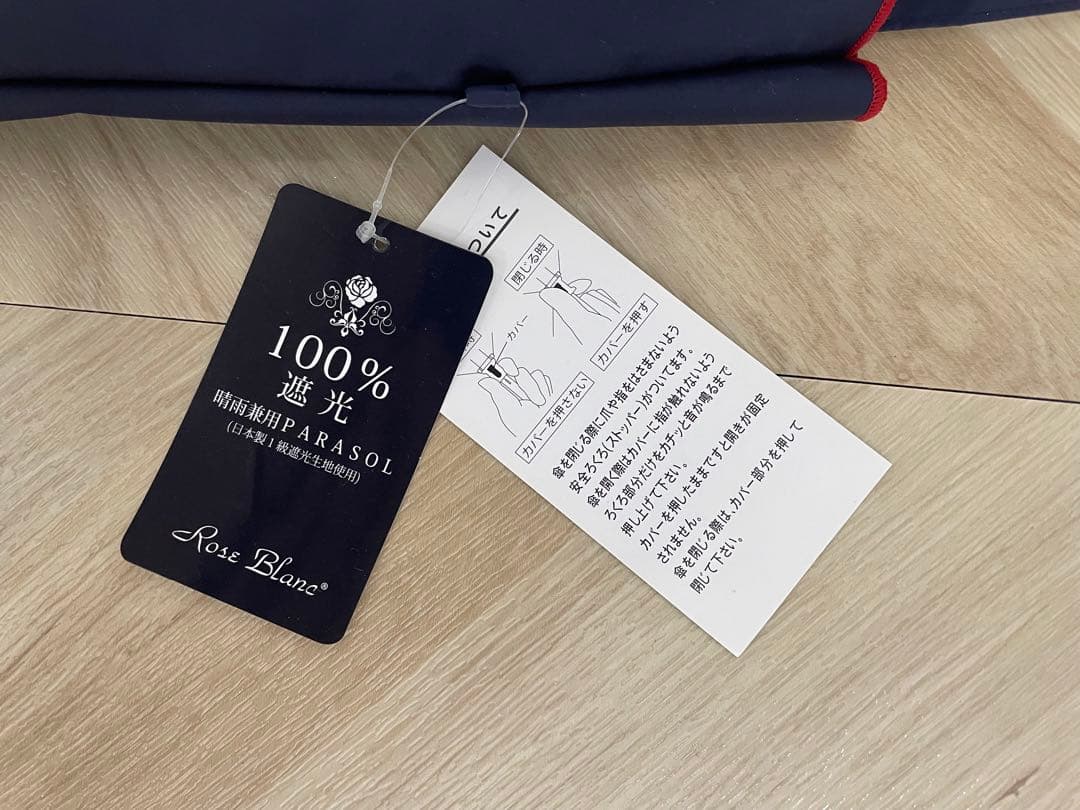 100%
遮光
晴雨兼用PARASOL
(日本製1級遮光生地使用)
Rose Blanc®
ついて
閉じる時
カバーを押す
時
カバー
カバーを押さない
傘を閉じる際に爪や指をはさまないよう
安全ろくろ(ストッパー)がついてます。
傘を開く際はカバーに指が触れないよう
ろくろ部分だけをカチッと音が鳴るまで
押し上げて下さい。
カバーを押したままですと開きが固定
されません。
傘を閉じる際は、カバー部分を押して
閉じて下さい。